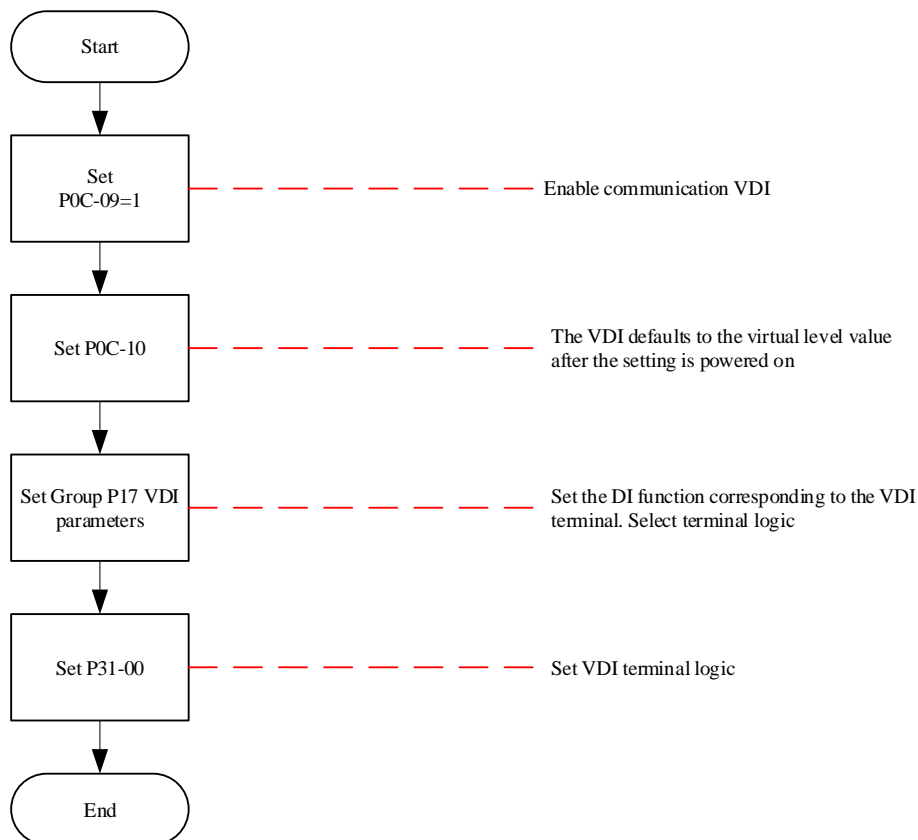 Start
Set
P0C-09=1
Enable communication VDI
Set P0C-10
The VDI defaults to the virtual level value
after the setting is powered on
Set Group P17 VDI
parameters
Set the DI function corresponding to the VDI
terminal. Select terminal logic
Set P31-00
Set VDI terminal logic
End